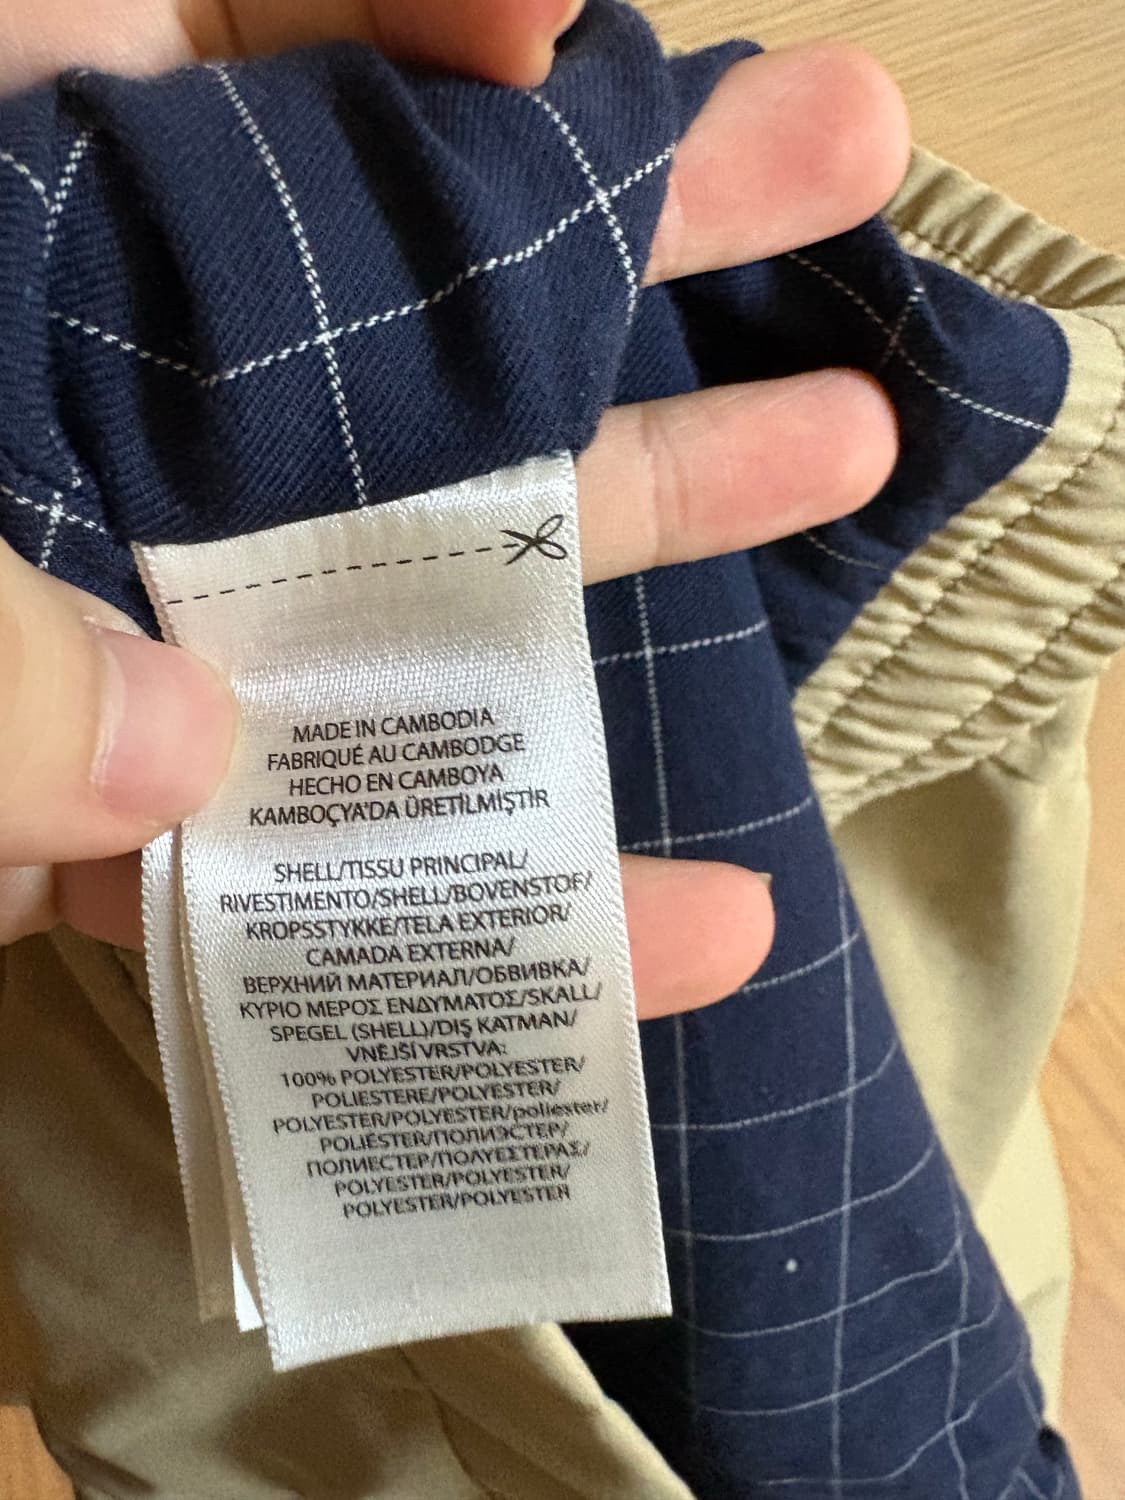 MADE IN CAMBODIA
FABRIQUÉ AU CAMBODGE
HECHO EN CAMBOYA
KAMBOÇYA'DA ÜRETİLMİŞTİR
SHELL/TISSU PRINCIPAL/
RIVESTIMENTO/SHELL/BOVENSTOF/
KROPSSTYKKE/TELA EXTERIOR/
CAMADA EXTERNA/
ВЕРХНИЙ МАТЕРИАЛ/ОБВИВКА/
ΚΥΡΙΟ ΜΕΡΟΣ ΕΝΔΥΜΑΤΟΣ/SKALL/
SPEGEL (SHELL)/DIŞ KATMAN/
VNĚJŠÍ VRSTVA:
100% POLYESTER/POLYESTER/
POLIESTERE/POLYESTER/
POLYESTER/POLYESTER/poliester/
POLIÉSTER/ПОЛИЭСТЕР/
ПОЛИЕСТЕР/ΠΟΛΥΕΣΤΕΡΑΣ/
POLYESTER/POLYESTER/
POLYESTER/POLYESTER